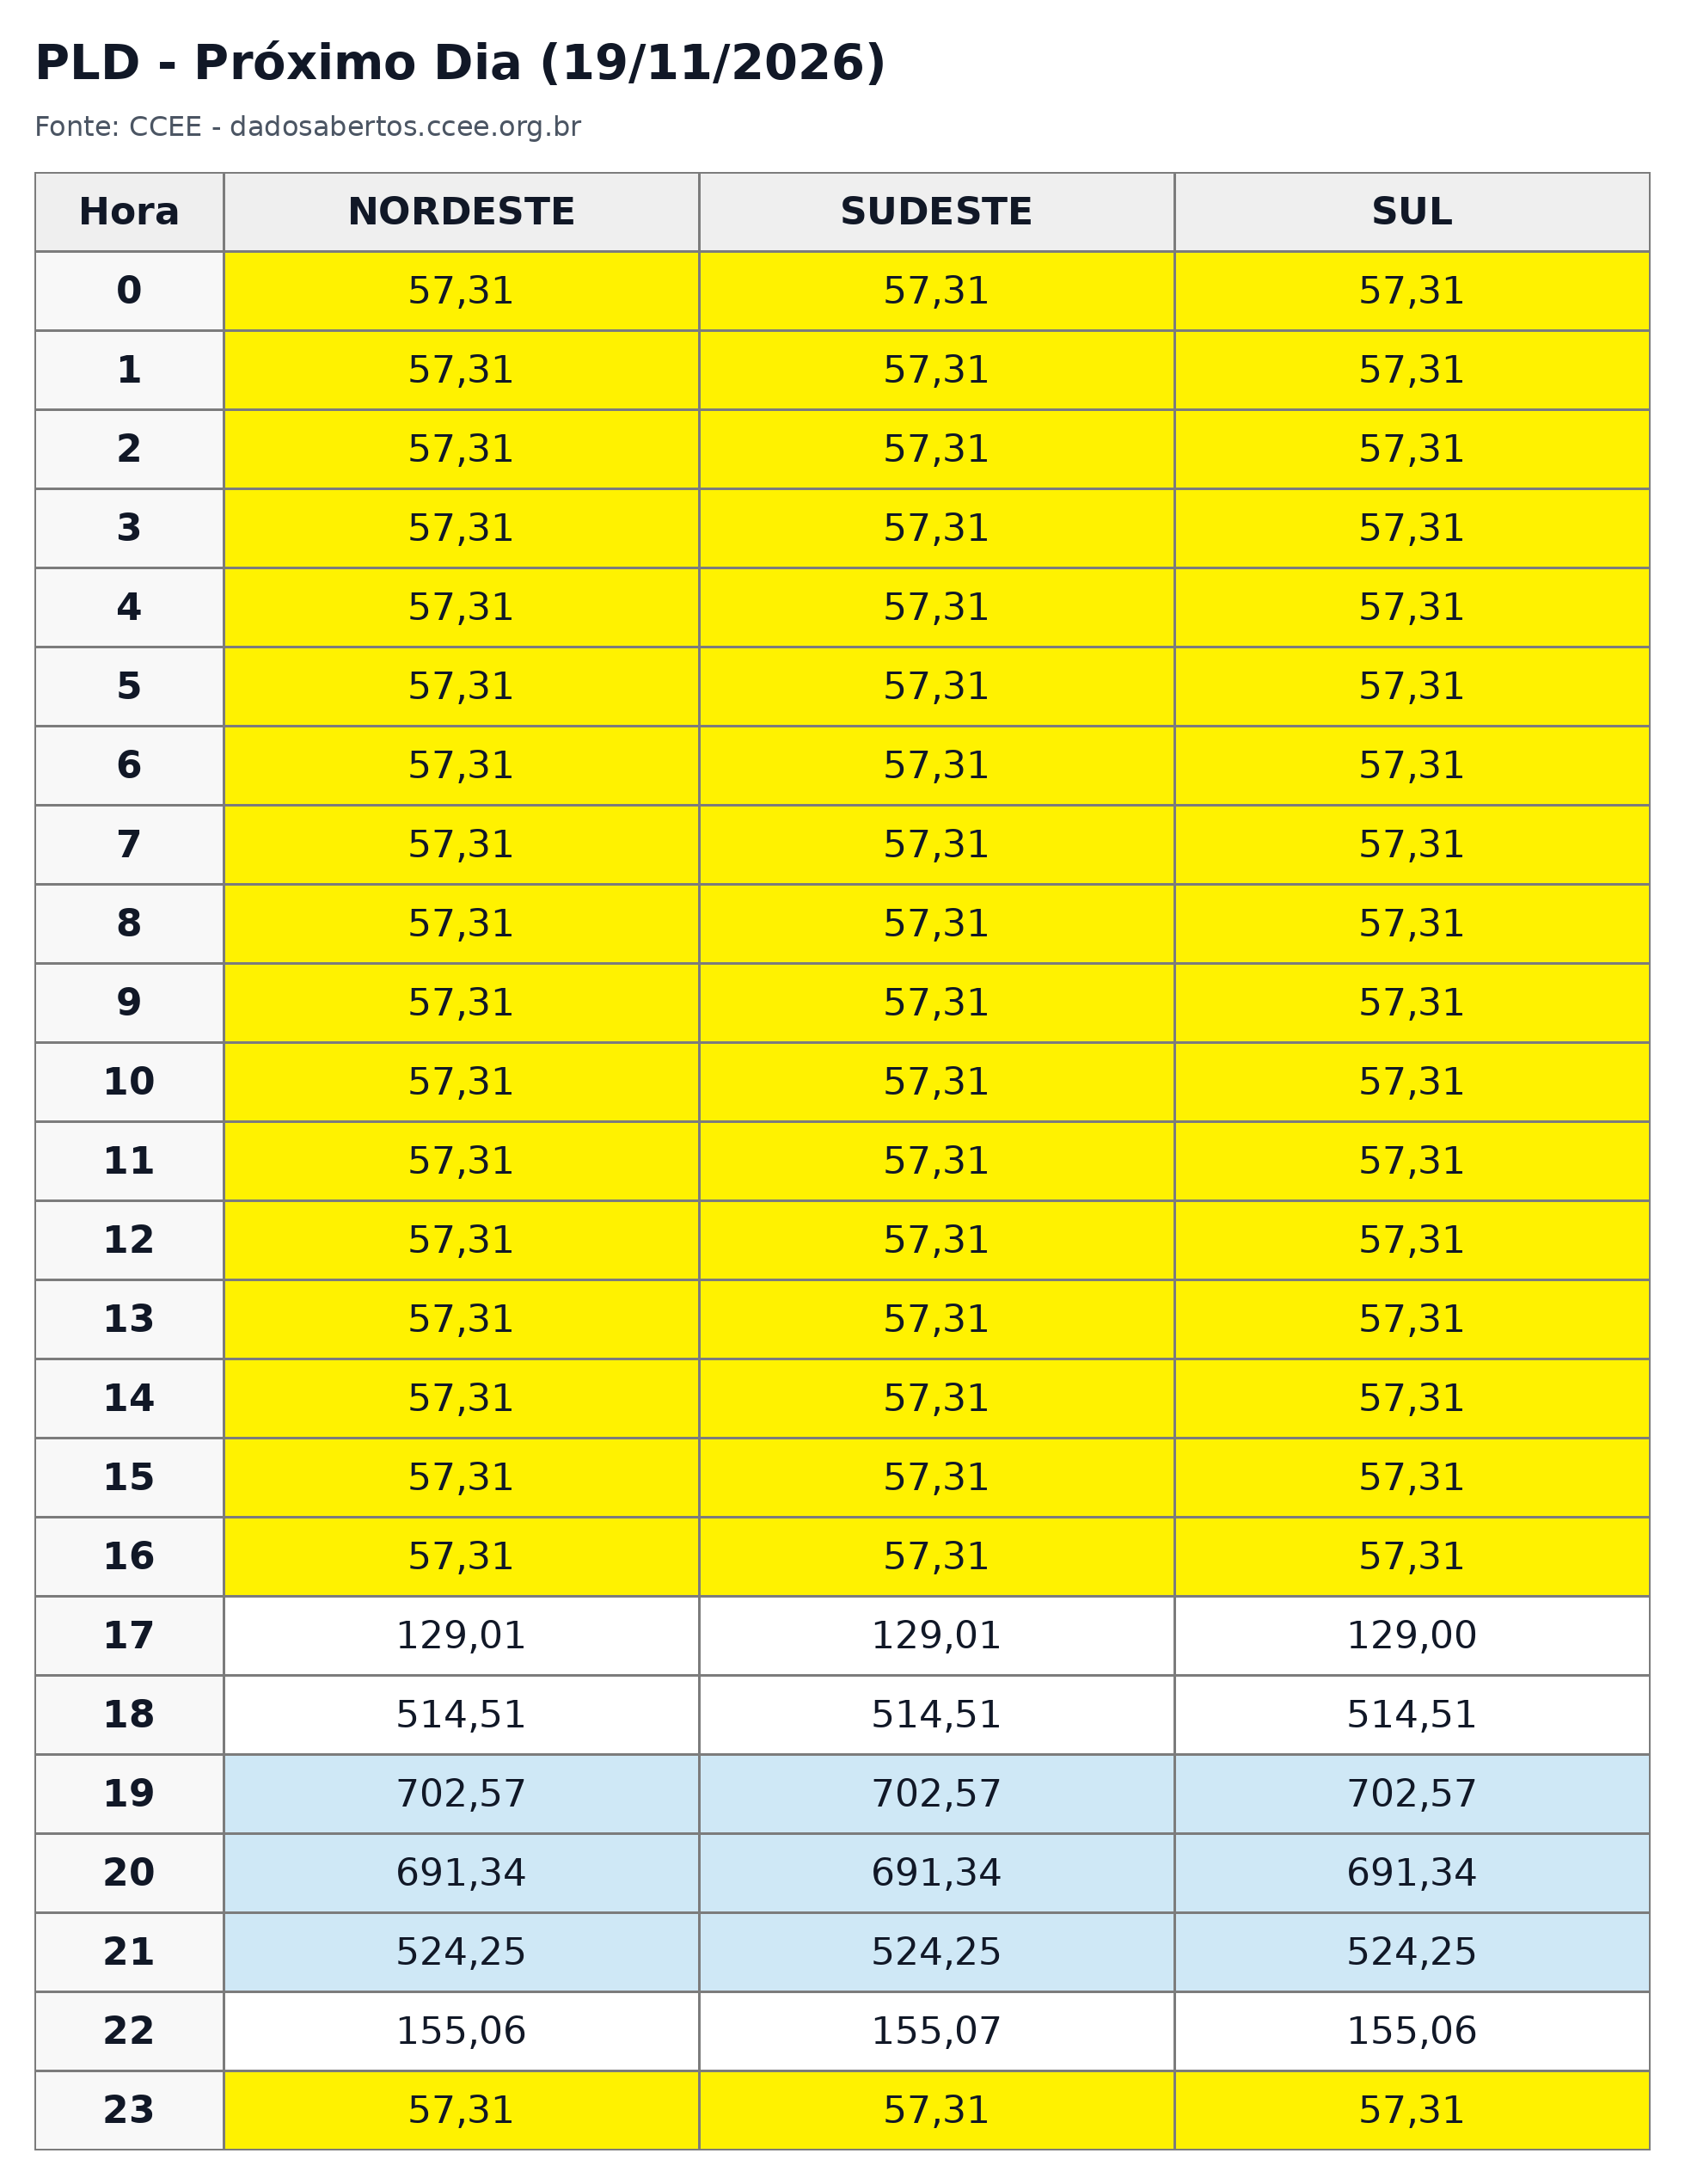 PLD - Próximo Dia (19/11/2026)
Fonte: CCEE - dadosabertos.ccee.org.br
Hora NORDESTE SUDESTE SUL
0 57,31 57,31 57,31
1 57,31 57,31 57,31
2 57,31 57,31 57,31
3 57,31 57,31 57,31
4 57,31 57,31 57,31
5 57,31 57,31 57,31
6 57,31 57,31 57,31
7 57,31 57,31 57,31
8 57,31 57,31 57,31
9 57,31 57,31 57,31
10 57,31 57,31 57,31
11 57,31 57,31 57,31
12 57,31 57,31 57,31
13 57,31 57,31 57,31
14 57,31 57,31 57,31
15 57,31 57,31 57,31
16 57,31 57,31 57,31
17 129,01 129,01 129,00
18 514,51 514,51 514,51
19 702,57 702,57 702,57
20 691,34 691,34 691,34
21 524,25 524,25 524,25
22 155,06 155,07 155,06
23 57,31 57,31 57,31